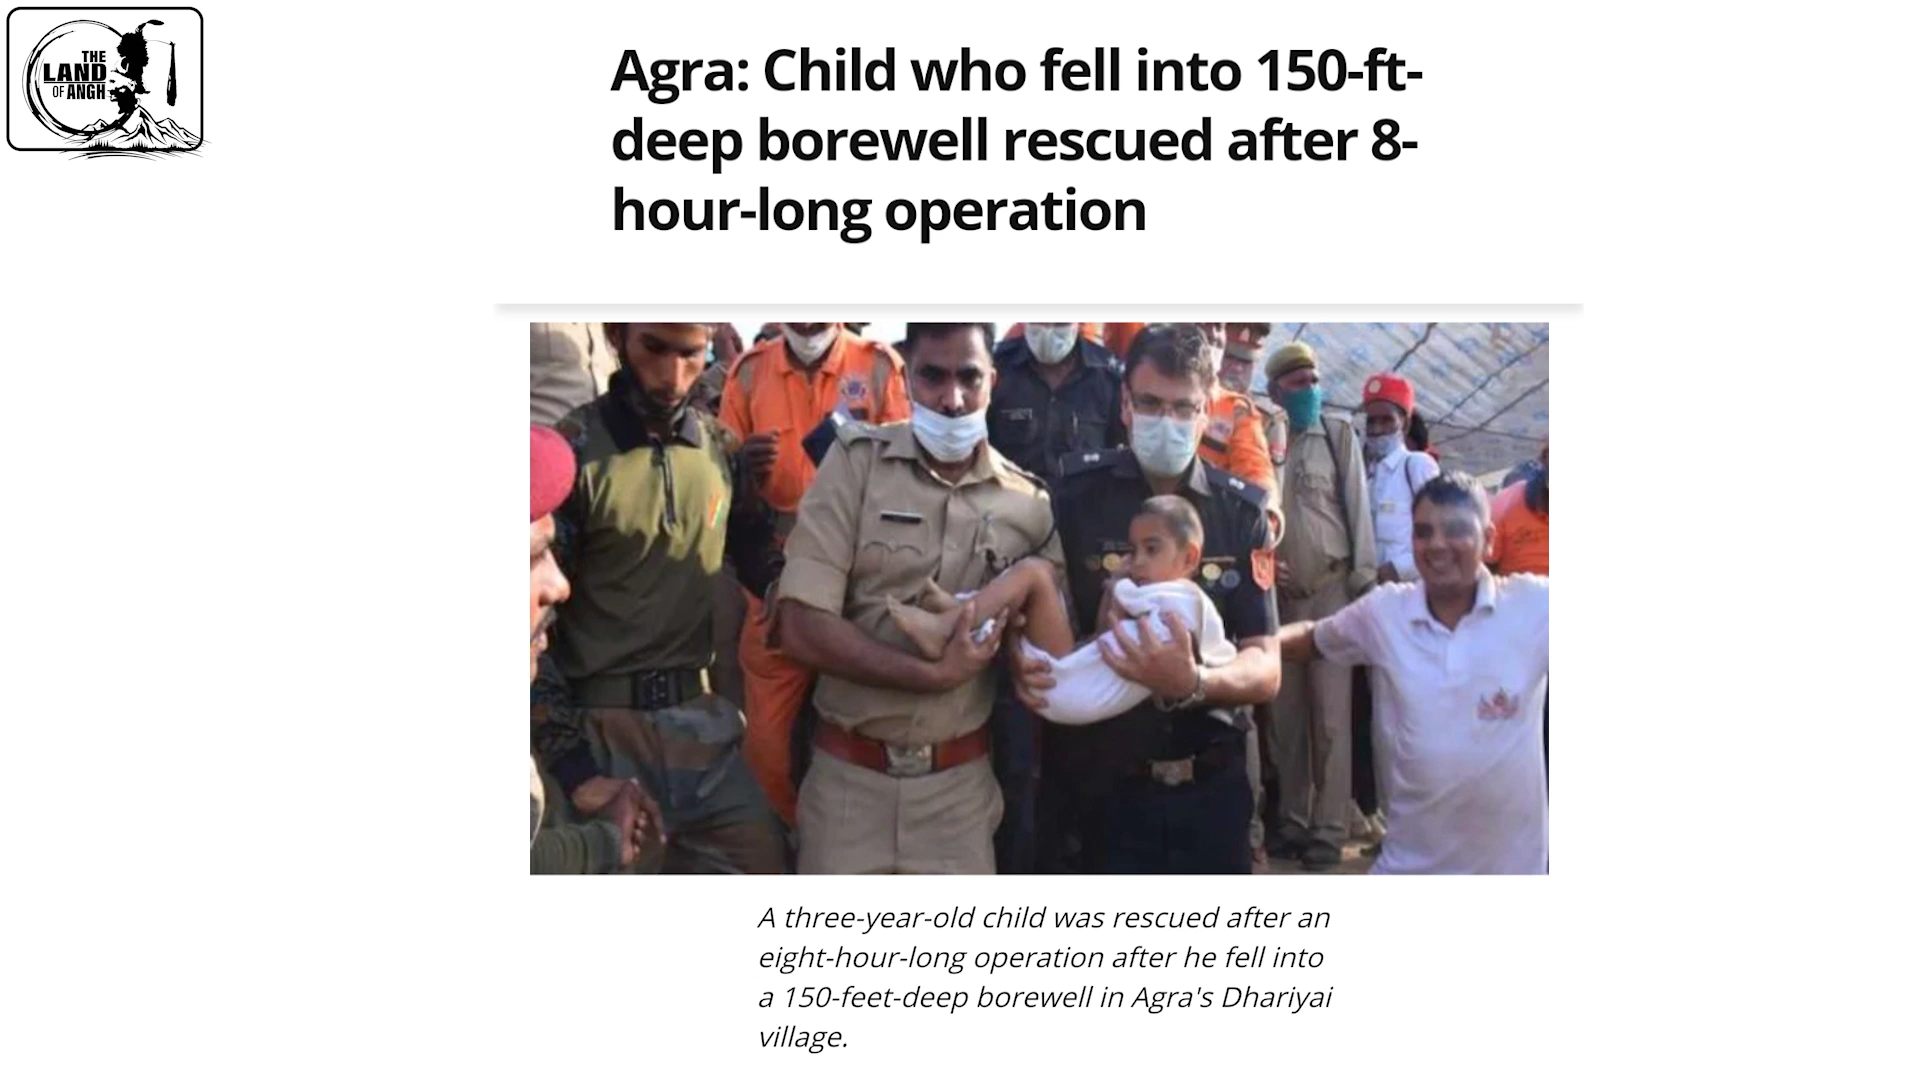 THE
LAND
OF ANGH
Agra: Child who fell into 150-ft-
deep borewell rescued after 8-
hour-long operation
A three-year-old child was rescued after an
eight-hour-long operation after he fell into
a 150-feet-deep borewell in Agra's Dhariyai
village.